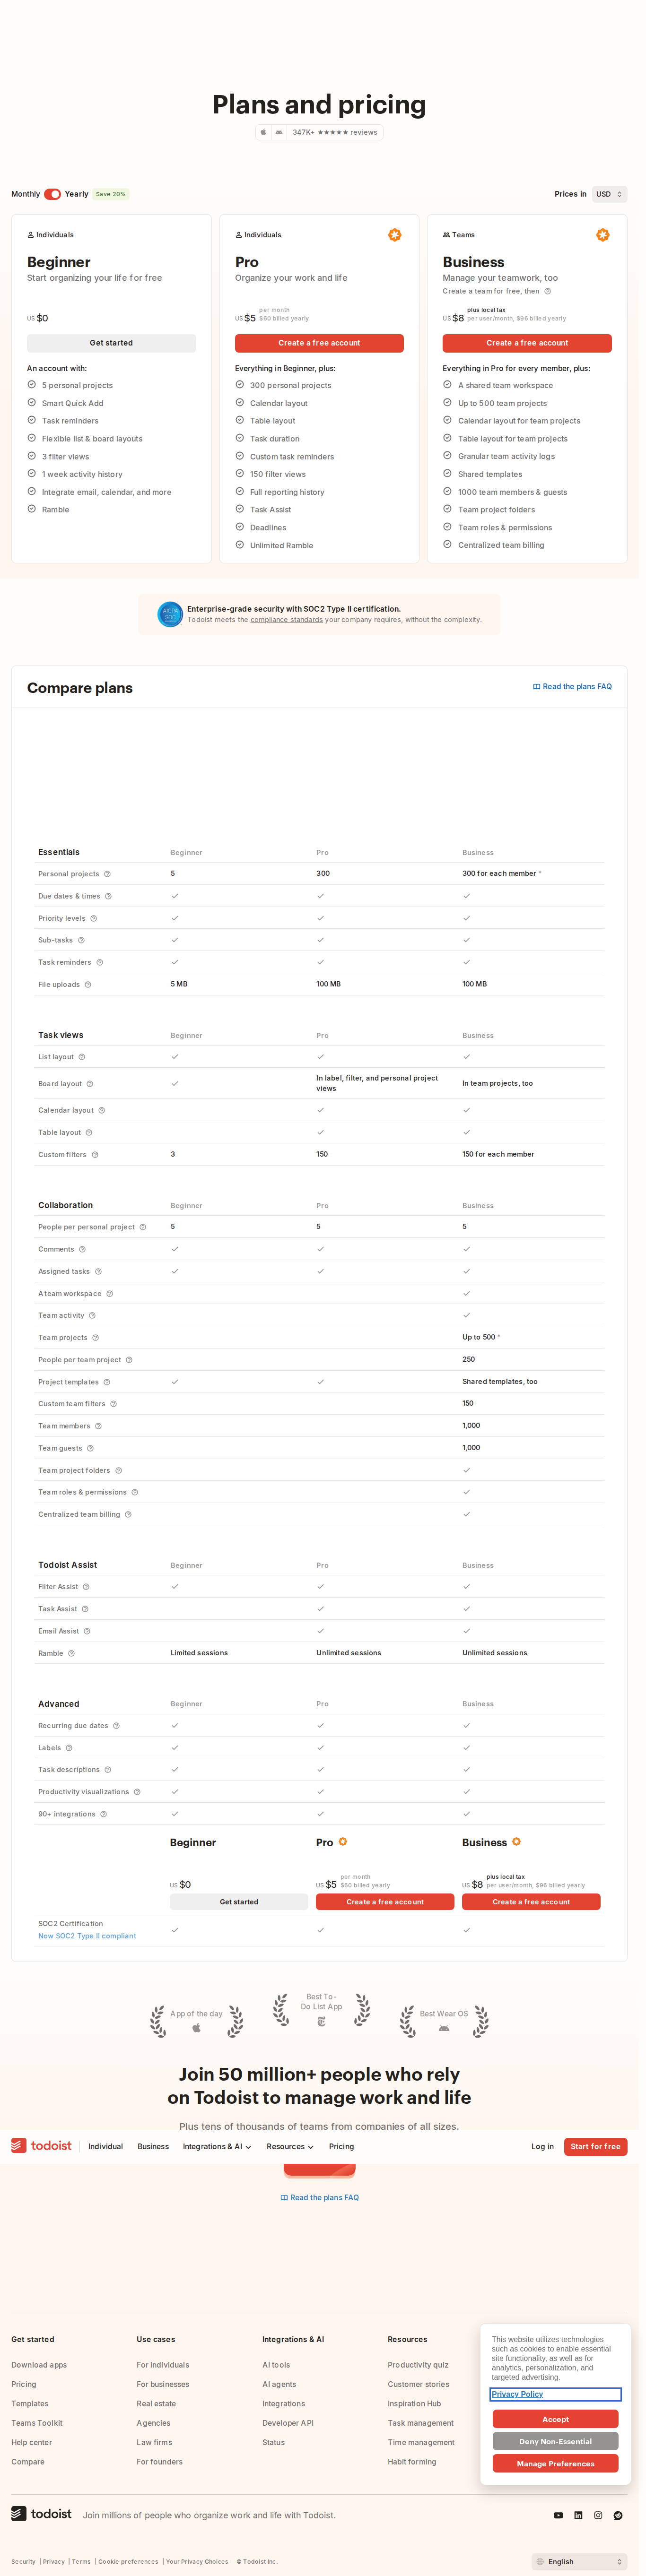 Plans and pricing
347K+ ★★★★★ reviews
Monthly Yearly Save 20%
Prices in USD
Individuals
Beginner
Start organizing your life for free
US $0
Get started
An account with:
5 personal projects
Smart Quick Add
Task reminders
Flexible list & board layouts
3 filter views
1 week activity history
Integrate email, calendar, and more
Ramble
Individuals
Pro
Organize your work and life
US $5 per month
$60 billed yearly
Create a free account
Everything in Beginner, plus:
300 personal projects
Calendar layout
Table layout
Task duration
Custom task reminders
150 filter views
Full reporting history
Task Assist
Deadlines
Unlimited Ramble
Teams
Business
Manage your teamwork, too
Create a team for free, then
US $8 plus local tax
per user/month, $96 billed yearly
Create a free account
Everything in Pro for every member, plus:
A shared team workspace
Up to 500 team projects
Calendar layout for team projects
Table layout for team projects
Granular team activity logs
Shared templates
1000 team members & guests
Team project folders
Team roles & permissions
Centralized team billing
Enterprise-grade security with SOC2 Type II certification.
Todoist meets the compliance standards your company requires, without the complexity.
Compare plans
Read the plans FAQ
Essentials Beginner Pro Business
Personal projects 5 300 300 for each member *
Due dates & times
Priority levels
Sub-tasks
Task reminders
File uploads 5 MB 100 MB 100 MB
Task views Beginner Pro Business
List layout
Board layout In label, filter, and personal project views In team projects, too
Calendar layout
Table layout
Custom filters 3 150 150 for each member
Collaboration Beginner Pro Business
People per personal project 5 5 5
Comments
Assigned tasks
A team workspace
Team activity
Team projects Up to 500 *
People per team project 250
Project templates Shared templates, too
Custom team filters 150
Team members 1,000
Team guests 1,000
Team project folders
Team roles & permissions
Centralized team billing
Todoist Assist Beginner Pro Business
Filter Assist
Task Assist
Email Assist
Ramble Limited sessions Unlimited sessions Unlimited sessions
Advanced Beginner Pro Business
Recurring due dates
Labels
Task descriptions
Productivity visualizations
90+ integrations
Beginner Pro Business
US $0
US $5 per month
$60 billed yearly
US $8 plus local tax
per user/month, $96 billed yearly
Get started Create a free account Create a free account
SOC2 Certification
Now SOC2 Type II compliant
App of the day
Best To-
Do List App
Best Wear OS
Join 50 million+ people who rely
on Todoist to manage work and life
Plus tens of thousands of teams from companies of all sizes.
todoist Individual Business Integrations & AI Resources Pricing Log in Start for free
Read the plans FAQ
Get started
Download apps
Pricing
Templates
Teams Toolkit
Help center
Compare
Use cases
For individuals
For businesses
Real estate
Agencies
Law firms
For founders
Integrations & AI
AI tools
AI agents
Integrations
Developer API
Status
Resources
Productivity quiz
Customer stories
Inspiration Hub
Task management
Time management
Habit forming
This website utilizes technologies
such as cookies to enable essential
site functionality, as well as for
analytics, personalization, and
targeted advertising.
Privacy Policy
Accept
Deny Non-Essential
Manage Preferences
todoist Join millions of people who organize work and life with Todoist.
Security | Privacy | Terms | Cookie preferences | Your Privacy Choices © Todoist Inc.
English